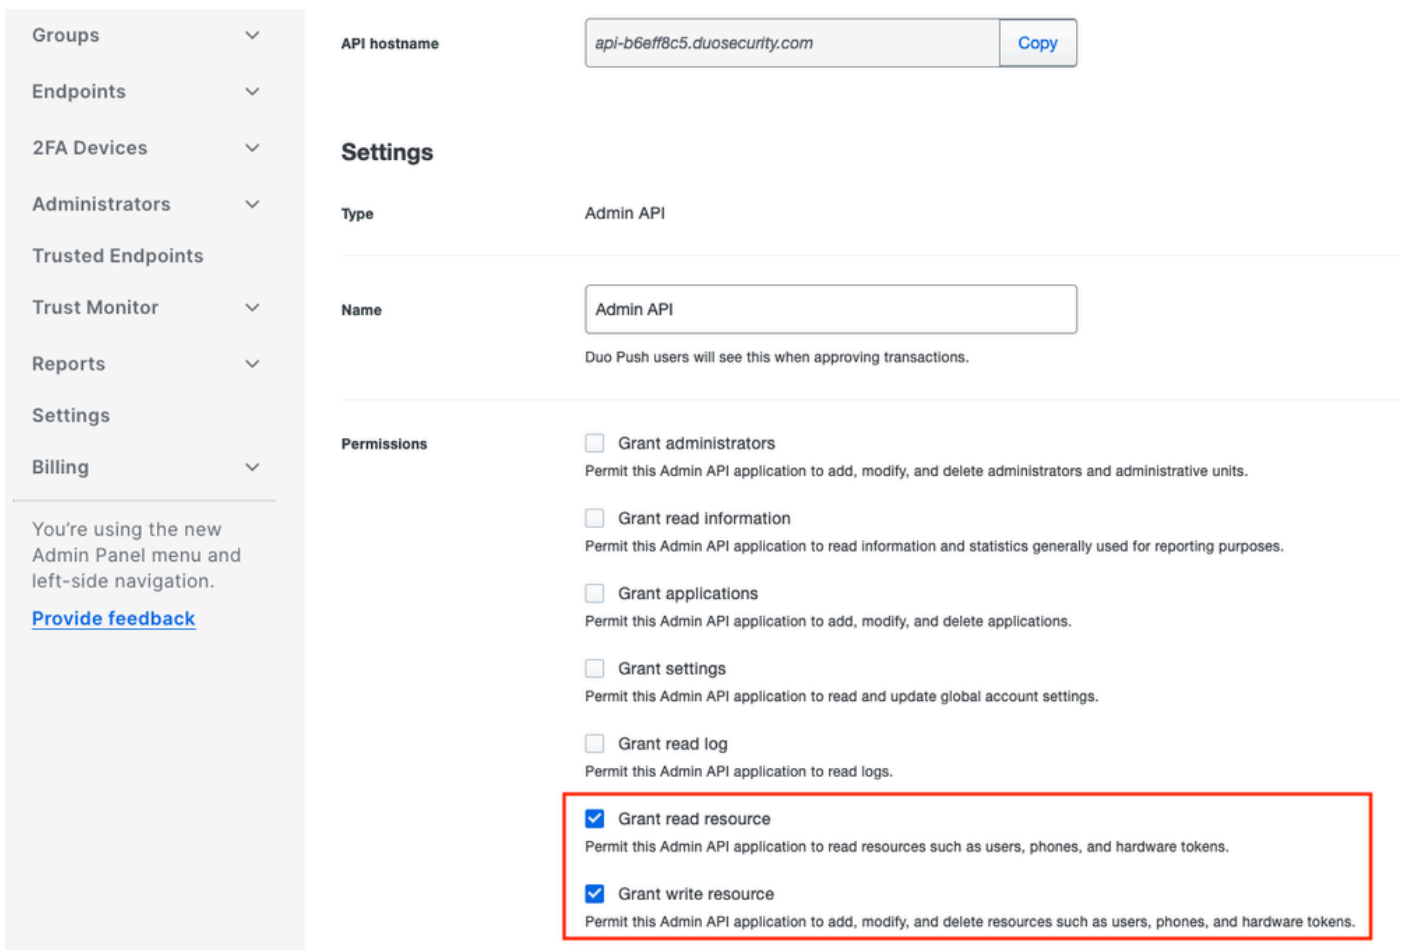 Groups
Endpoints
2FA Devices
Administrators
Trusted Endpoints
Trust Monitor
Reports
Settings
Billing
You're using the new
Admin Panel menu and
left-side navigation.
Provide feedback
API hostname
api-b6eff8c5.duosecurity.com
Copy
Settings
Type
Admin API
Name
Admin API
Duo Push users will see this when approving transactions.
Permissions
Grant administrators
Permit this Admin API application to add, modify, and delete administrators and administrative units.
Grant read information
Permit this Admin API application to read information and statistics generally used for reporting purposes.
Grant applications
Permit this Admin API application to add, modify, and delete applications.
Grant settings
Permit this Admin API application to read and update global account settings.
Grant read log
Permit this Admin API application to read logs.
Grant read resource
Permit this Admin API application to read resources such as users, phones, and hardware tokens.
Grant write resource
Permit this Admin API application to add, modify, and delete resources such as users, phones, and hardware tokens.